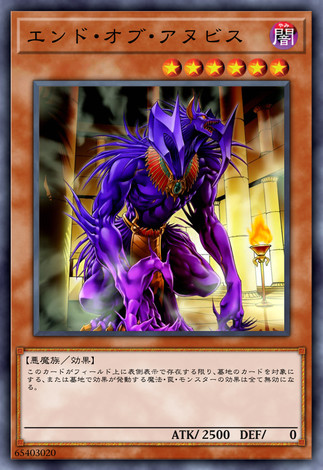 エンド・オブ・アヌビス
やみ
闇
【悪魔族／効果】
このカードがフィールド上に表側表示で存在する限り、墓地のカードを対象に
する、または墓地で効果が発動する魔法・罠・モンスターの効果は全て無効にな
る。
ATK/ 2500 DEF/ 0
65403020